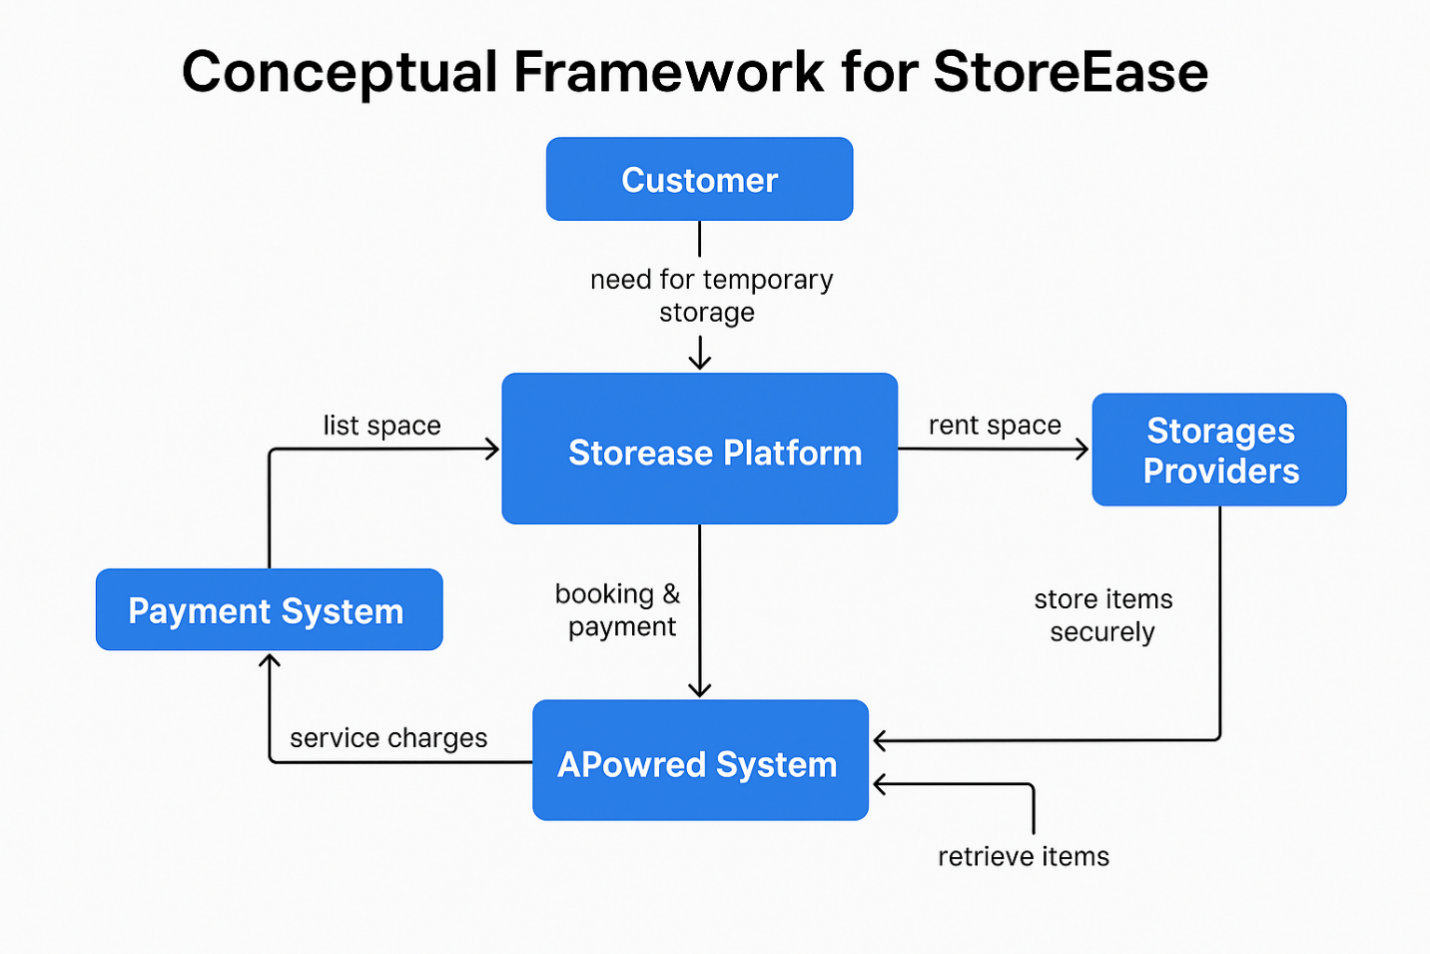 Conceptual Framework for StoreEase
Customer
need for temporary
storage
list space
Storease Platform
rent space
Storages
Providers
Payment System
booking &
payment
store items
securely
service charges
APowred System
retrieve items